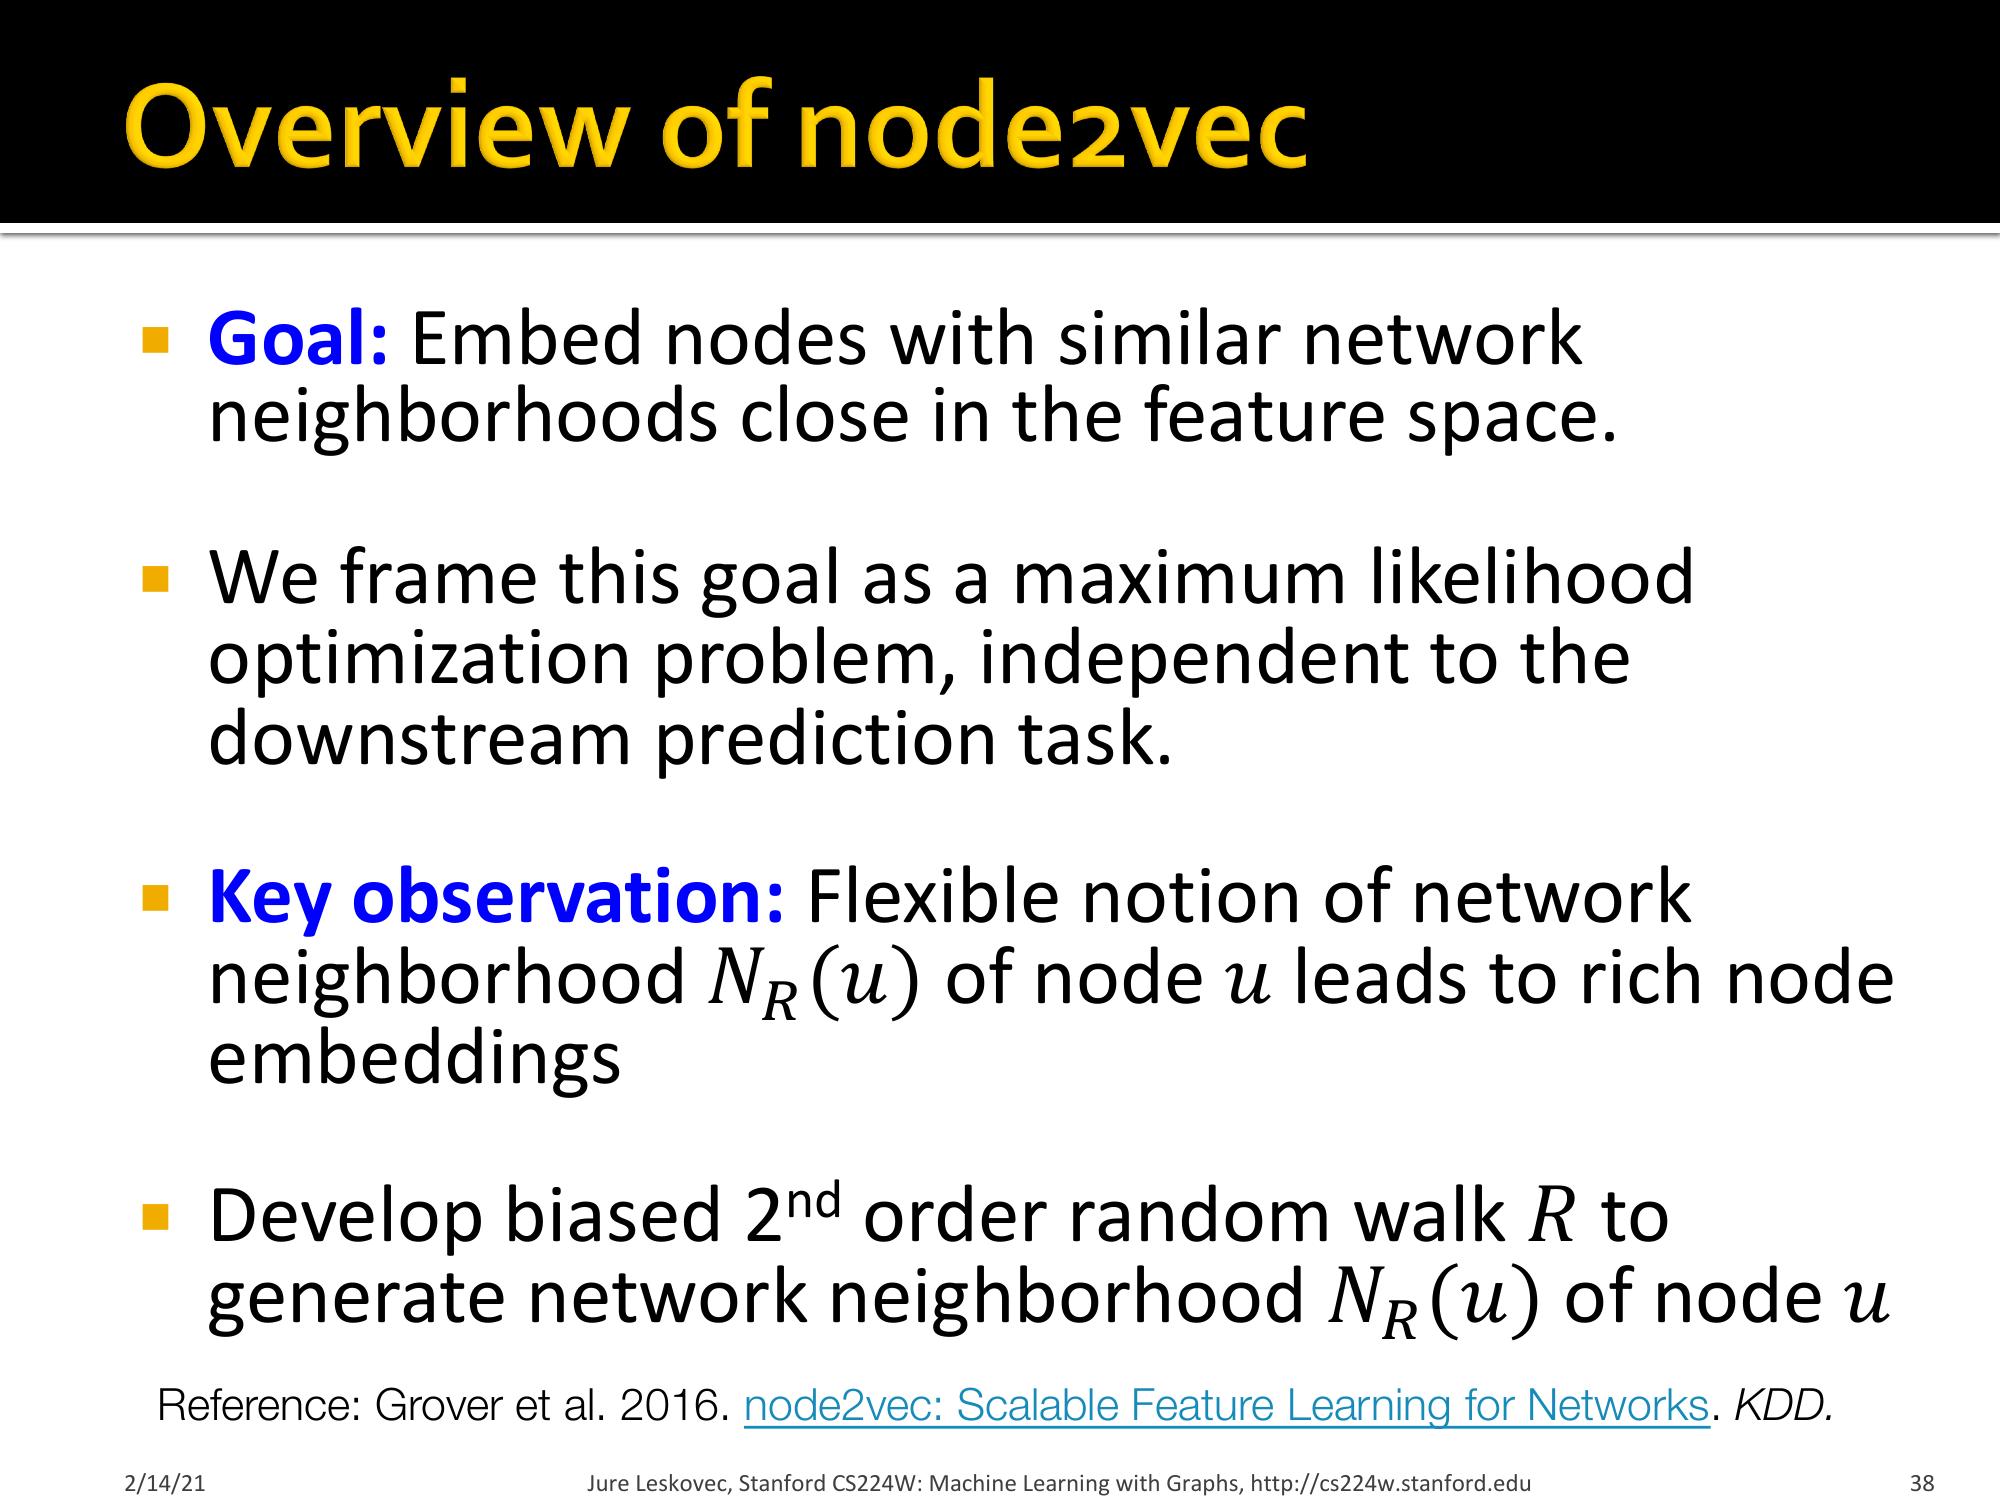 Overview of node2vec
▪ Goal: Embed nodes with similar network
neighborhoods close in the feature space.
▪ We frame this goal as a maximum likelihood
optimization problem, independent to the
downstream prediction task.
▪ Key observation: Flexible notion of network
neighborhood 𝑁𝑅(𝑢) of node 𝑢 leads to rich node
embeddings
▪ Develop biased 2nd order random walk 𝑅 to
generate network neighborhood 𝑁𝑅(𝑢) of node 𝑢
Reference: Grover et al. 2016. node2vec: Scalable Feature Learning for Networks. KDD.
2/14/21 Jure Leskovec, Stanford CS224W: Machine Learning with Graphs, http://cs224w.stanford.edu 38